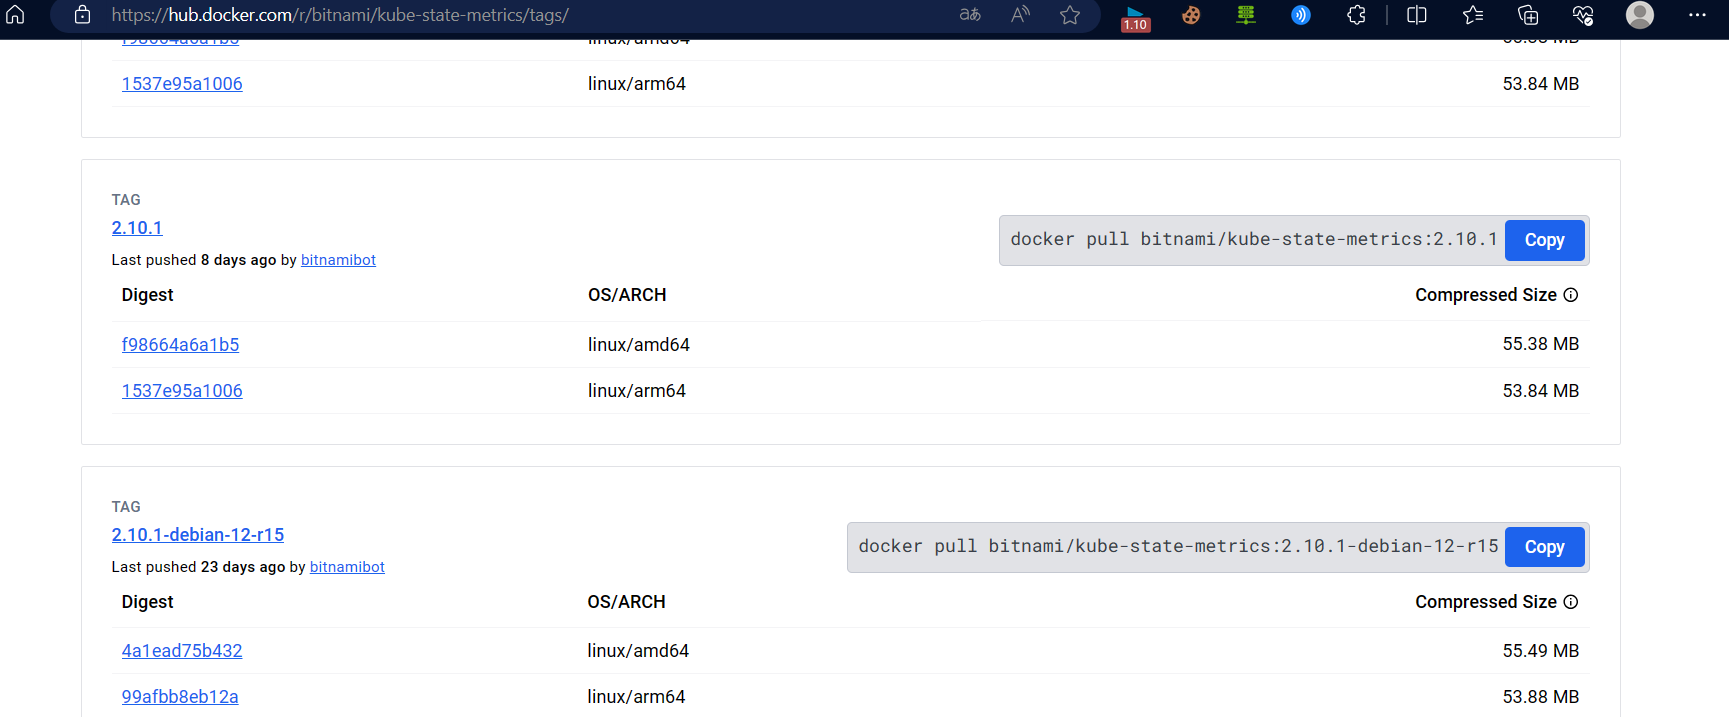 https://hub.docker.com/r/bitnami/kube-state-metrics/tags/
1.10
1537e95a1006 linux/arm64 53.84 MB
TAG
2.10.1
docker pull bitnami/kube-state-metrics:2.10.1 Copy
Last pushed 8 days ago by bitnamibot
Digest OS/ARCH Compressed Size
f98664a6a1b5 linux/amd64 55.38 MB
1537e95a1006 linux/arm64 53.84 MB
TAG
2.10.1-debian-12-r15
docker pull bitnami/kube-state-metrics:2.10.1-debian-12-r15 Copy
Last pushed 23 days ago by bitnamibot
Digest OS/ARCH Compressed Size
4a1ead75b432 linux/amd64 55.49 MB
99afbb8eb12a linux/arm64 53.88 MB